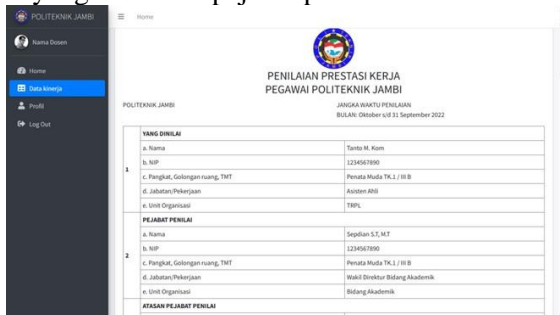 POLITEKNIK JAMBI
Home
Nama Dosen
Home
Data kinerja
Profil
Log Out
PENILAIAN PRESTASI KERJA
PEGAWAI POLITEKNIK JAMBI
POLITEKNIK JAMBI
JANGKA WAKTU PENILAIAN
BULAN: Oktober s/d 31 September 2022
1
YANG DINILAI
a. Nama Tanto M. Kom
b. NIP 1234567890
c. Pangkat, Golongan ruang, TMT Penata Muda TK.1 / III B
d. Jabatan/Pekerjaan Asisten Ahli
e. Unit Organisasi TRPL
2
PEJABAT PENILAI
a. Nama Sepdian S.T, M.T
b. NIP 1234567890
c. Pangkat, Golongan ruang, TMT Penata Muda TK.1 / III B
d. Jabatan/Pekerjaan Wakil Direktur Bidang Akademik
e. Unit Organisasi Bidang Akademik
ATASAN PEJABAT PENILAI